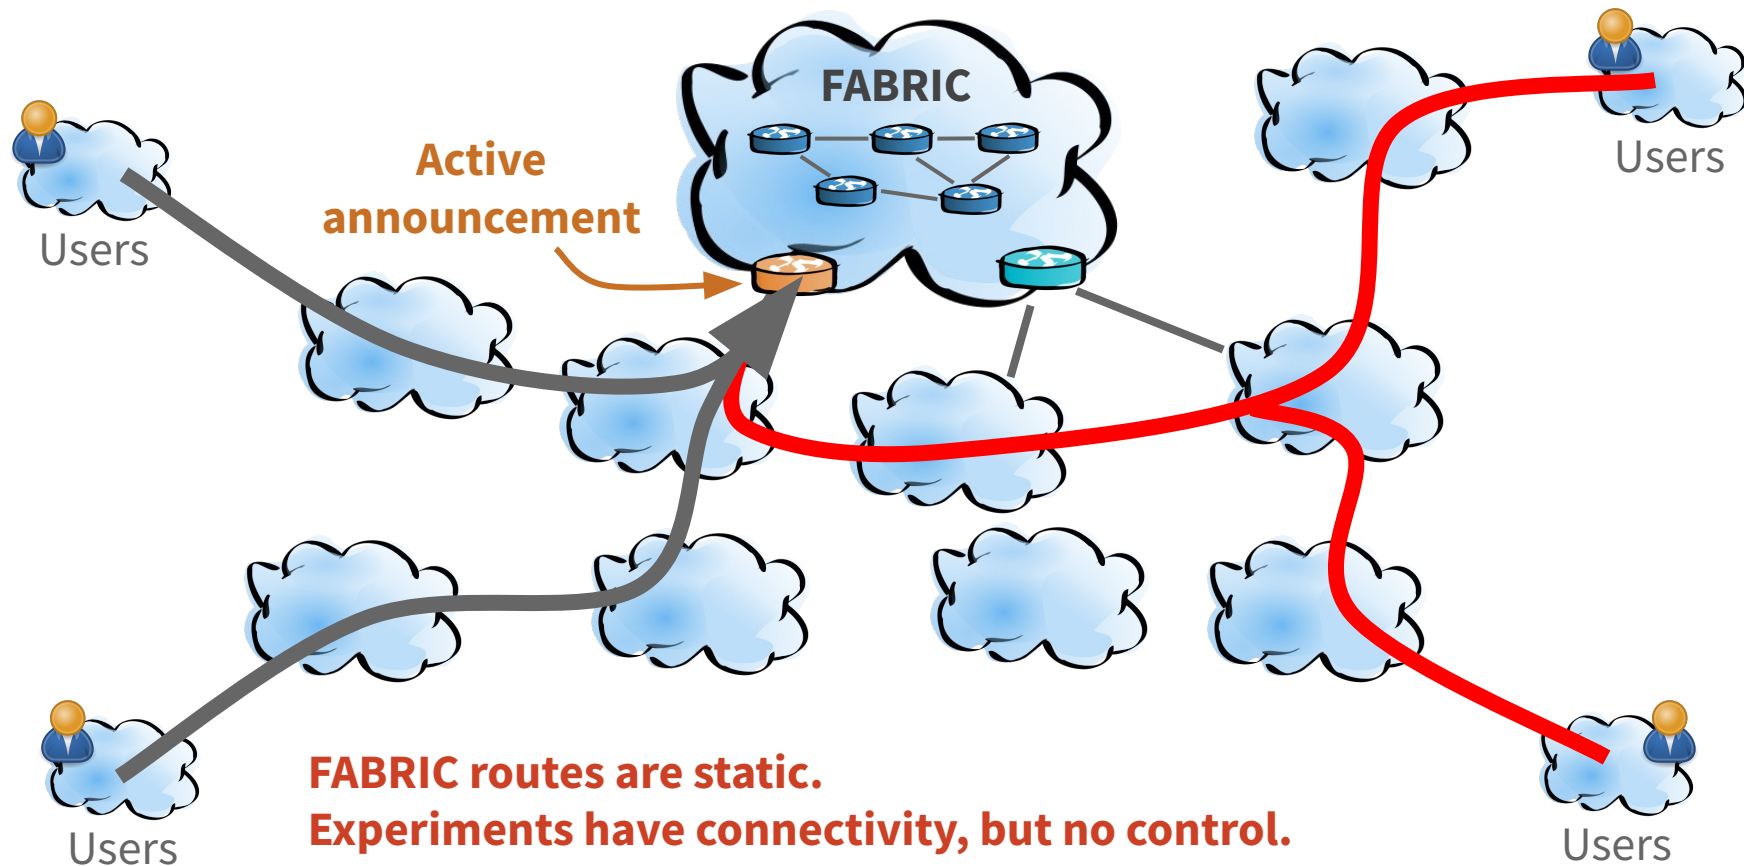 FABRIC
Users
Active
announcement
Users
Users
Users
FABRIC routes are static.
Experiments have connectivity, but no control.